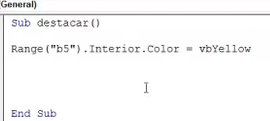 General)
Sub destacar()
Range("b5").Interior.Color = vbYellow
End Sub